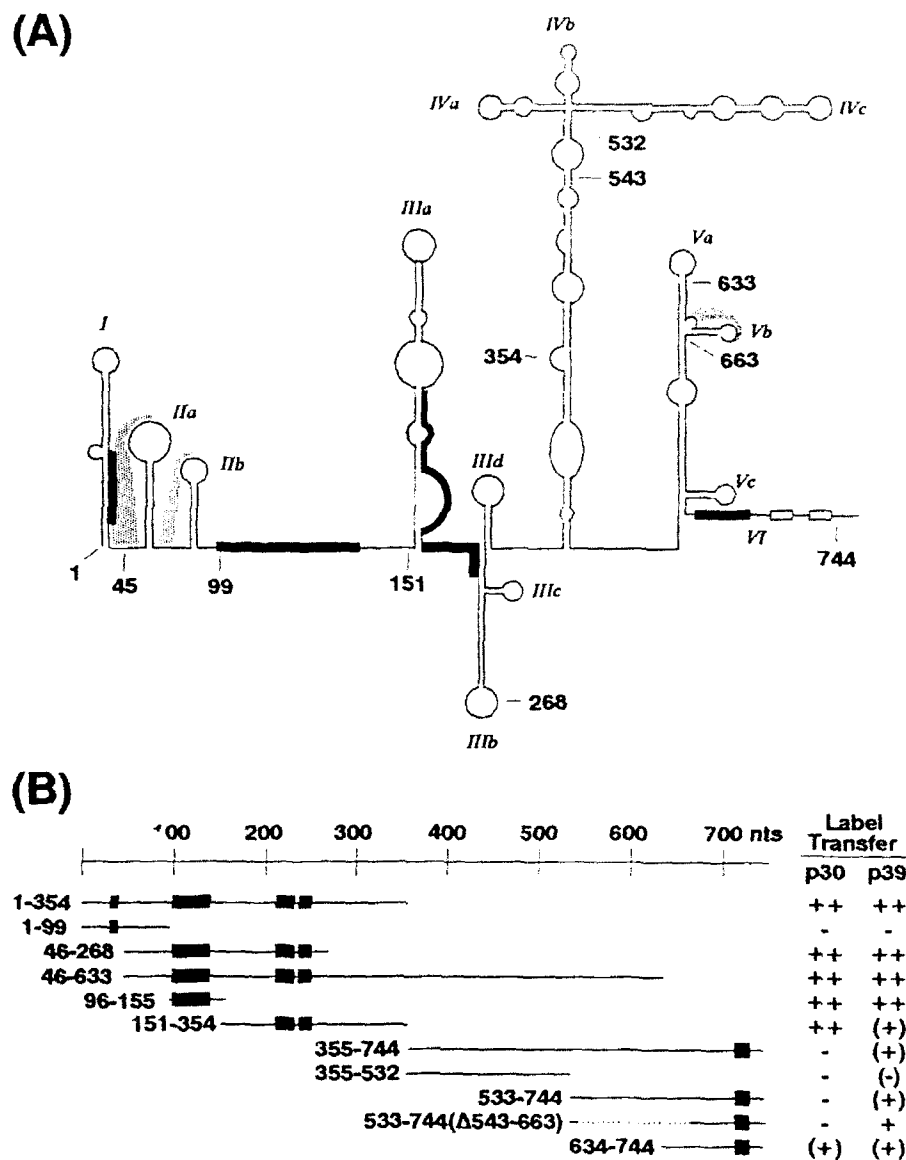 (A)
IVb
IVa
IVc
532
543
IIIa
Va
633
I
Vb
354
663
IIa
IIb
IIId
Vc
VI
1
45
99
151
744
IIIc
268
IIIb
(B)
100 200 300 400 500 600 700 nts
Label
Transfer
p30 p39
1-354 ++ ++
1-99 - -
46-268 ++ ++
46-633 ++ ++
96-155 ++ ++
151-354 ++ (+)
355-744 - (+)
355-532 - (-)
533-744 - (+)
533-744(Δ543-663) - +
634-744 (+) (+)